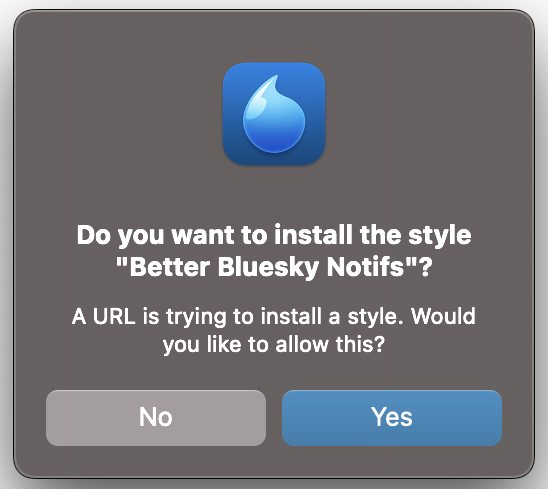 Do you want to install the style
"Better Bluesky Notifs"?
A URL is trying to install a style. Would
you like to allow this?
No
Yes